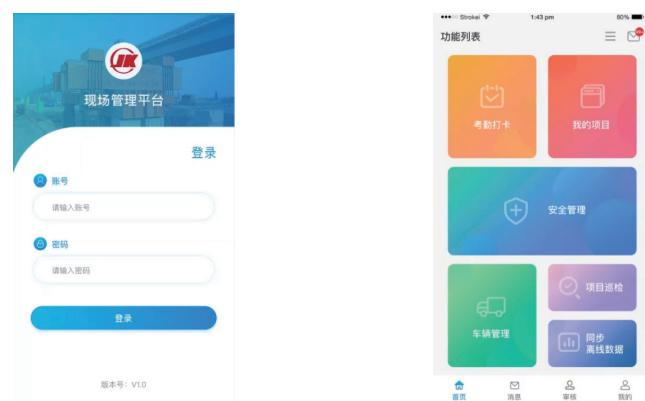 JK
现场管理平台
登录
账号
请输入账号
密码
请输入密码
登录
版本号：V1.0
Strokei
1:43 pm
80%
功能列表
考勤打卡
我的项目
安全管理
车辆管理
项目巡检
同步
离线数据
首页
消息
审核
我的